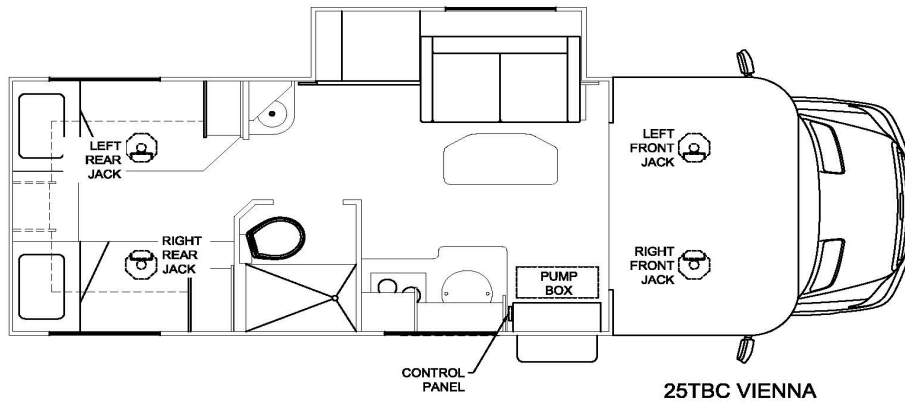 LEFT
REAR
JACK
LEFT
FRONT
JACK
RIGHT
REAR
JACK
RIGHT
FRONT
JACK
PUMP
BOX
CONTROL
PANEL
25TBC VIENNA